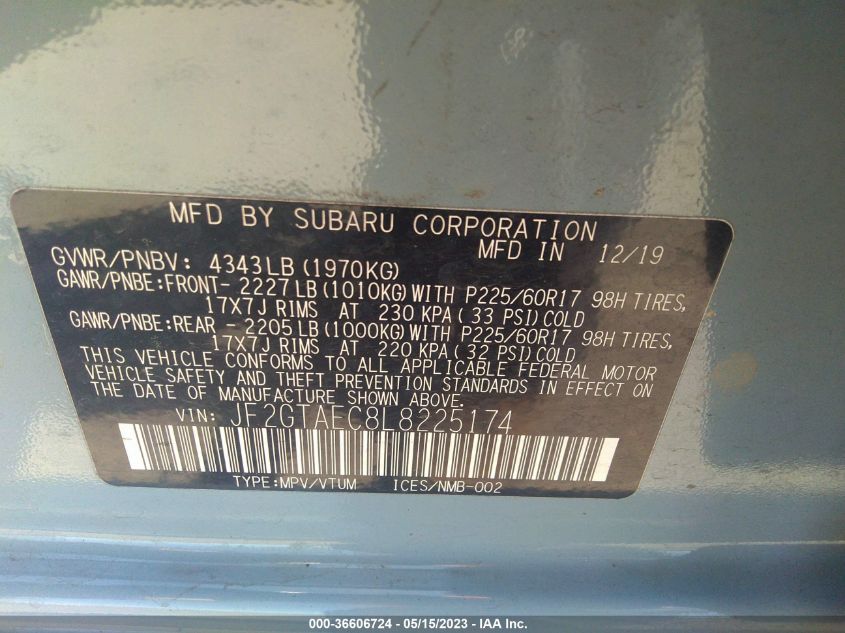 MFD BY SUBARU CORPORATION
MFD IN 12/19
GVWR/PNBV: 4343LB(1970KG)
GAWR/PNBE:FRONT- 2227LB(1010KG)WITH P225/60R17 98H TIRES,
17X7J RIMS AT 230 KPA(33 PSI)COLD
GAWR/PNBE:REAR - 2205LB(1000KG)WITH P225/60R17 98H TIRES,
17X7J RIMS AT 220 KPA(32 PSI)COLD
THIS VEHICLE CONFORMS TO ALL APPLICABLE FEDERAL MOTOR
VEHICLE SAFETY AND THEFT PREVENTION STANDARDS IN EFFECT ON
THE DATE OF MANUFACTURE SHOWN ABOVE.
VIN: JF2GTAEC8L8225174
TYPE:MPV/VTUM ICES/NMB-002
000-36606724 - 05/15/2023 - IAA Inc.